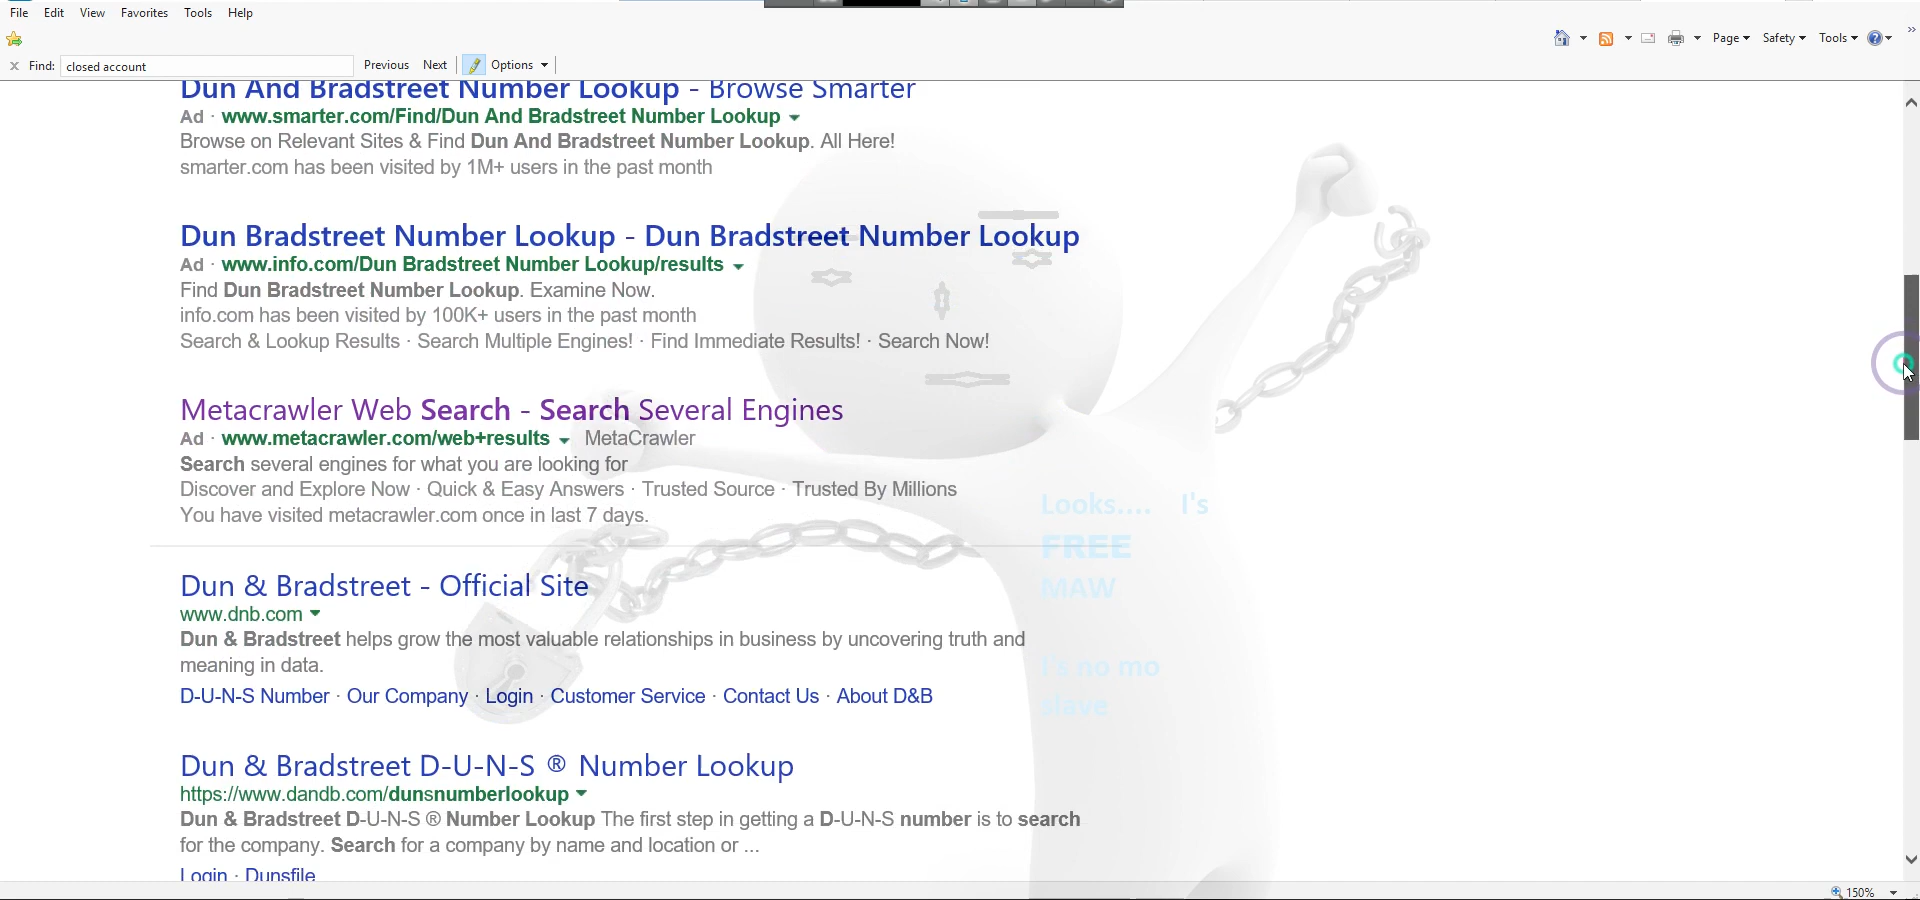 File Edit View Favorites Tools Help
Page Safety Tools
Find: closed account Previous Next Options
Dun And Bradstreet Number Lookup - Browse Smarter
Ad · www.smarter.com/Find/Dun And Bradstreet Number Lookup
Browse on Relevant Sites & Find Dun And Bradstreet Number Lookup. All Here!
smarter.com has been visited by 1M+ users in the past month
Dun Bradstreet Number Lookup - Dun Bradstreet Number Lookup
Ad · www.info.com/Dun Bradstreet Number Lookup/results
Find Dun Bradstreet Number Lookup. Examine Now.
info.com has been visited by 100K+ users in the past month
Search & Lookup Results · Search Multiple Engines! · Find Immediate Results! · Search Now!
Metacrawler Web Search - Search Several Engines
Ad · www.metacrawler.com/web+results MetaCrawler
Search several engines for what you are looking for
Discover and Explore Now · Quick & Easy Answers · Trusted Source · Trusted By Millions
You have visited metacrawler.com once in last 7 days.
Looks.... I's
FREE
MAW
I's no mo
slave
Dun & Bradstreet - Official Site
www.dnb.com
Dun & Bradstreet helps grow the most valuable relationships in business by uncovering truth and
meaning in data.
D-U-N-S Number · Our Company · Login · Customer Service · Contact Us · About D&B
Dun & Bradstreet D-U-N-S ® Number Lookup
https://www.dandb.com/dunsnumberlookup
Dun & Bradstreet D-U-N-S ® Number Lookup The first step in getting a D-U-N-S number is to search
for the company. Search for a company by name and location or ...
Login · Dunsfile
150%